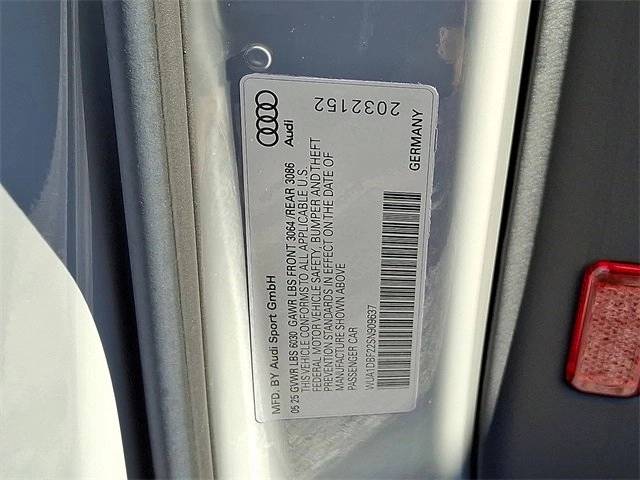 Audi
2032152
MFD. BY Audi Sport GmbH
GERMANY
05 25 GVWR LBS 6030 GAWR LBS FRONT 3064 /REAR 3086
THIS VEHICLE CONFORMS TO ALL APPLICABLE U.S.
FEDERAL MOTOR VEHICLE SAFETY, BUMPER AND THEFT
PREVENTION STANDARDS IN EFFECT ON THE DATE OF
MANUFACTURE SHOWN ABOVE
PASSENGER CAR
WUA1DBF22SN909637